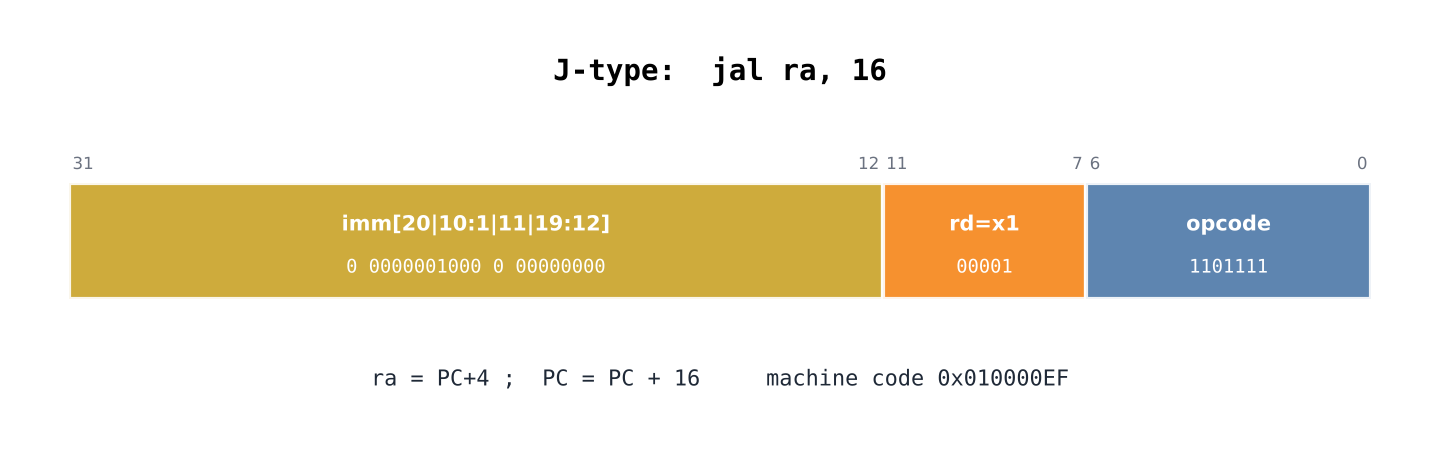 J-type:  jal ra, 16
31 12 11 7 6 0
imm[20|10:1|11|19:12] rd=x1 opcode
0 0000001000 0 00000000 00001 1101111
ra = PC+4 ;  PC = PC + 16     machine code 0x010000EF